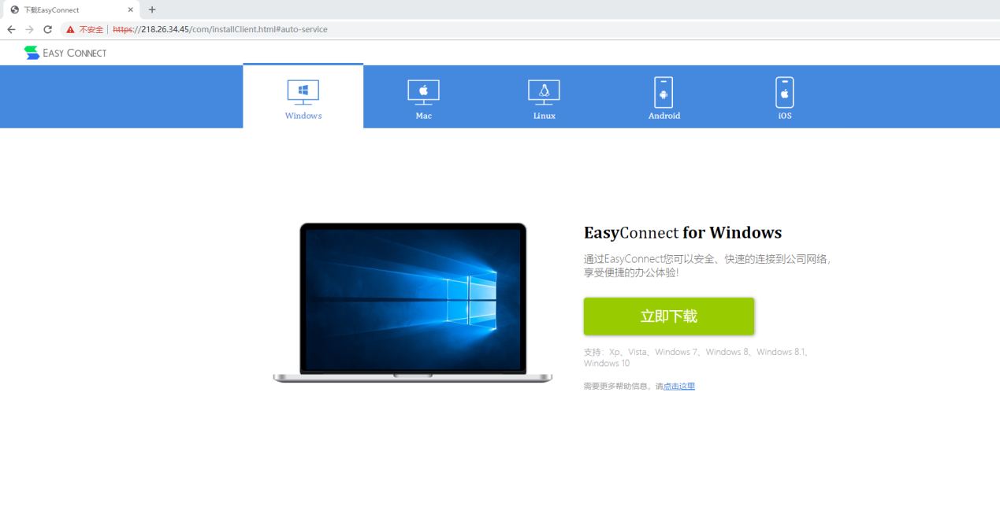 下载EasyConnect
不安全 https://218.26.34.45/com/installClient.html#auto-service
EASY CONNECT
Windows
Mac
Linux
Android
iOS
EasyConnect for Windows
通过EasyConnect您可以安全、快速的连接到公司网络，
享受便捷的办公体验!
立即下载
支持：Xp、Vista、Windows 7、Windows 8、Windows 8.1、
Windows 10
需要更多帮助信息，请点击这里